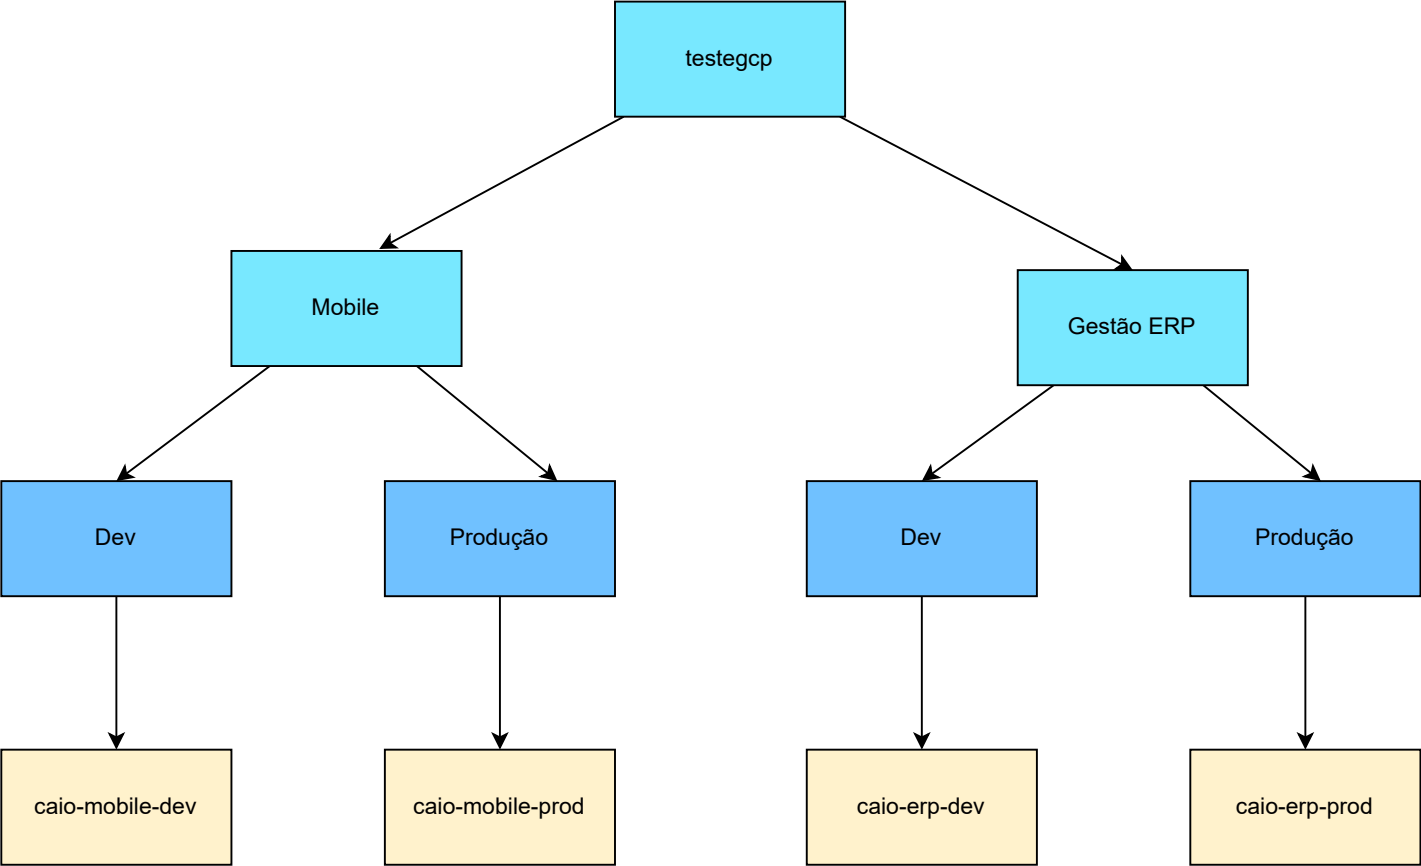 testegcp
Mobile
Gestão ERP
Dev
Produção
Dev
Produção
caio-mobile-dev
caio-mobile-prod
caio-erp-dev
caio-erp-prod